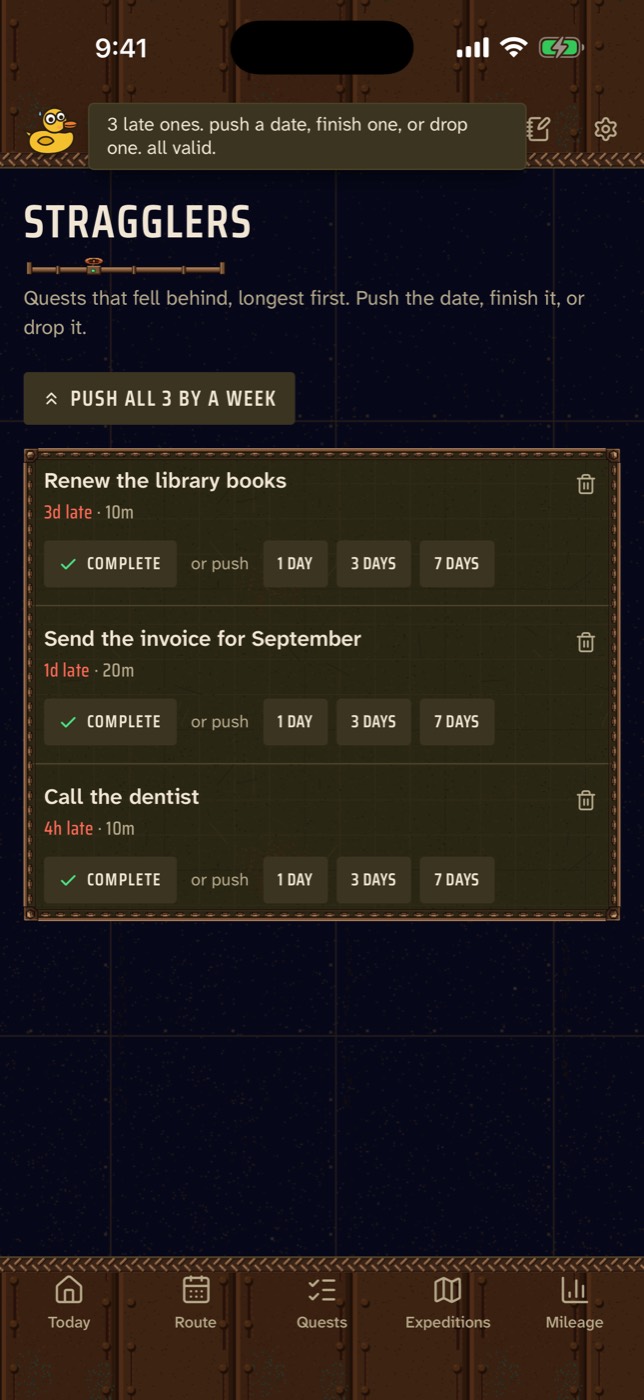 9:41
3 late ones. push a date, finish one, or drop
one. all valid.
STRAGGLERS
Quests that fell behind, longest first. Push the date, finish it, or
drop it.
PUSH ALL 3 BY A WEEK
Renew the library books
3d late · 10m
COMPLETE or push 1 DAY 3 DAYS 7 DAYS
Send the invoice for September
1d late · 20m
COMPLETE or push 1 DAY 3 DAYS 7 DAYS
Call the dentist
4h late · 10m
COMPLETE or push 1 DAY 3 DAYS 7 DAYS
Today Route Quests Expeditions Mileage